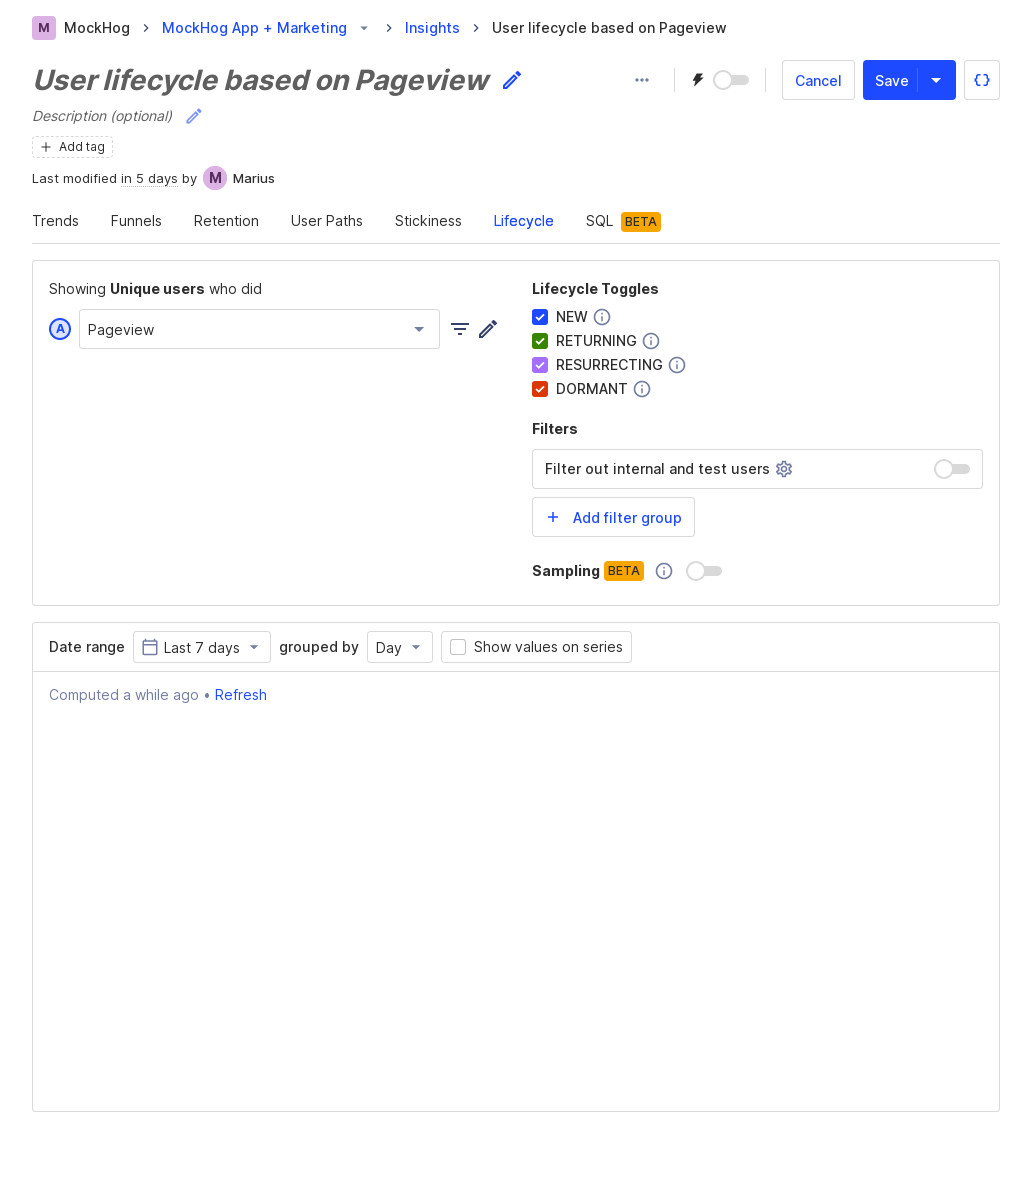 M MockHog MockHog App + Marketing Insights User lifecycle based on Pageview
User lifecycle based on Pageview
Cancel Save
Description (optional)
Add tag
Last modified in 5 days by M Marius
Trends Funnels Retention User Paths Stickiness Lifecycle SQL BETA
Showing Unique users who did
A Pageview
Lifecycle Toggles
NEW
RETURNING
RESURRECTING
DORMANT
Filters
Filter out internal and test users
Add filter group
Sampling BETA
Date range Last 7 days grouped by Day Show values on series
Computed a while ago • Refresh